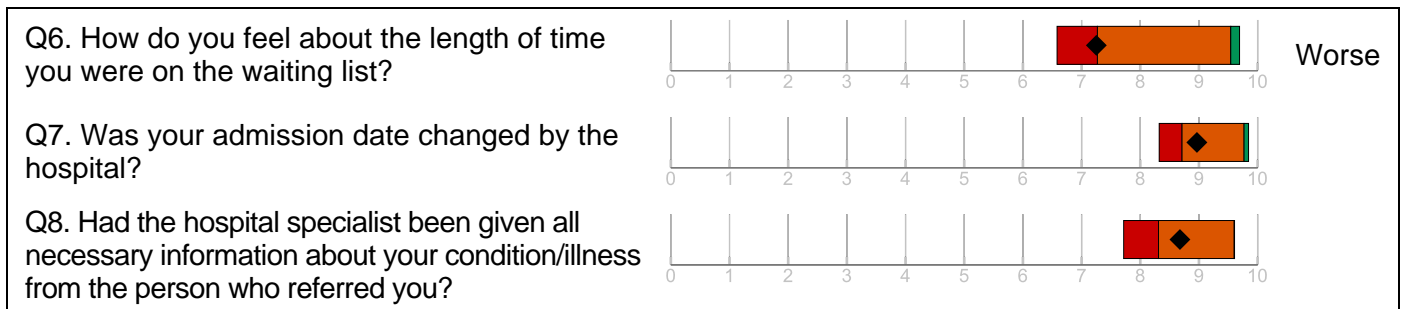 Q6. How do you feel about the length of time
you were on the waiting list?
Worse
0 1 2 3 4 5 6 7 8 9 10
Q7. Was your admission date changed by the
hospital?
0 1 2 3 4 5 6 7 8 9 10
Q8. Had the hospital specialist been given all
necessary information about your condition/illness
from the person who referred you?
0 1 2 3 4 5 6 7 8 9 10